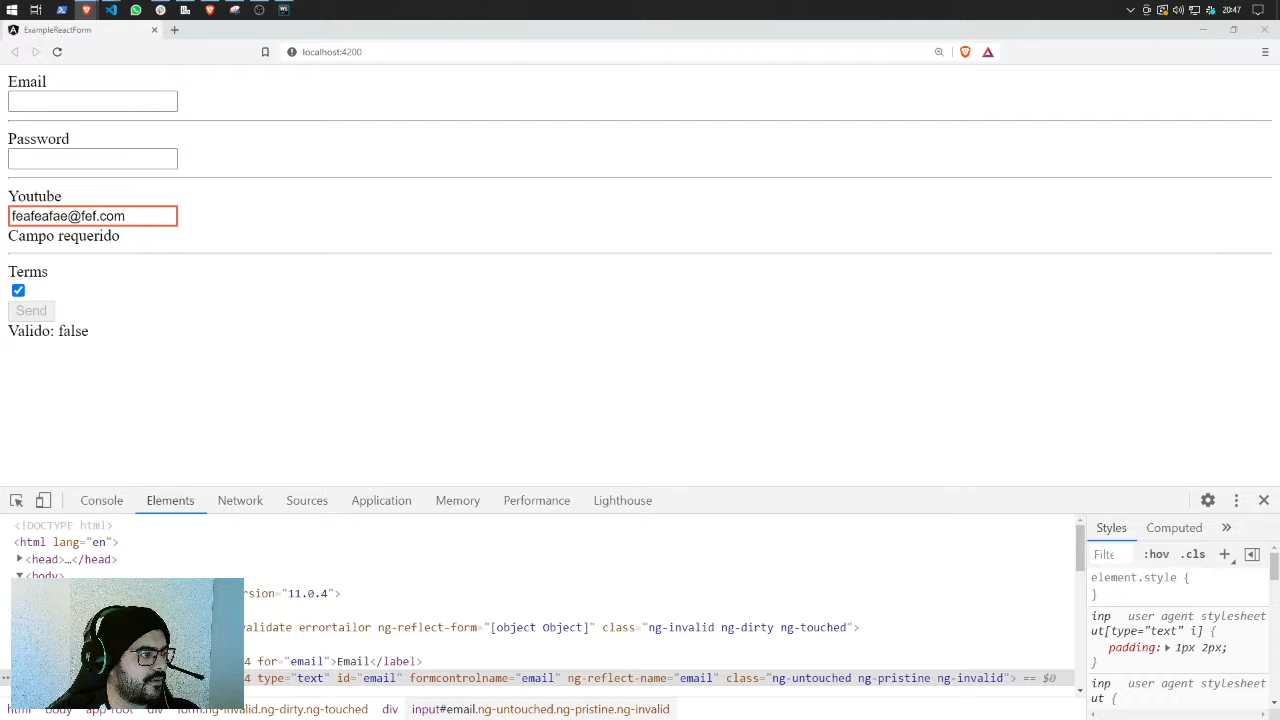 20:47
ExampleReactForm
localhost:4200
Email
Password
Youtube
feafeafae@fef.com
Campo requerido
Terms
Send
Valido: false
Console Elements Network Sources Application Memory Performance Lighthouse
<!DOCTYPE html>
<html lang="en">
<head>…</head>
<body>
ersion="11.0.4">
validate errortailor ng-reflect-form="[object Object]" class="ng-invalid ng-dirty ng-touched">
4 for="email">Email</label>
4 type="text" id="email" formcontrolname="email" ng-reflect-name="email" class="ng-untouched ng-pristine ng-invalid"> == $0
html body app-root div form.ng-invalid.ng-dirty.ng-touched div input#email.ng-untouched.ng-pristine.ng-invalid
Styles Computed »
Filte :hov .cls +
element.style {
}
inp user agent stylesheet
ut[type="text" i] {
padding: 1px 2px;
}
inp user agent stylesheet
ut {